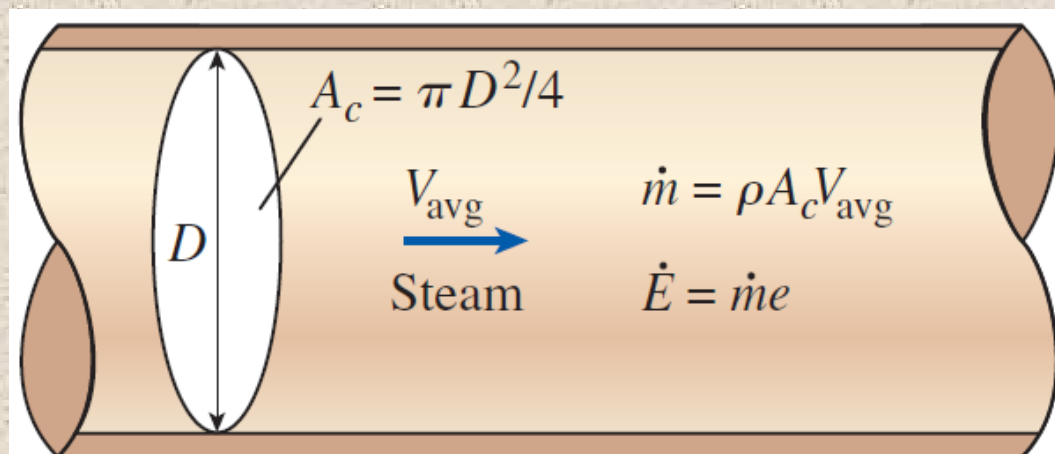 A_c = πD²/4
V_avg
ṁ = ρA_cV_avg
D
Steam
Ė = ṁe